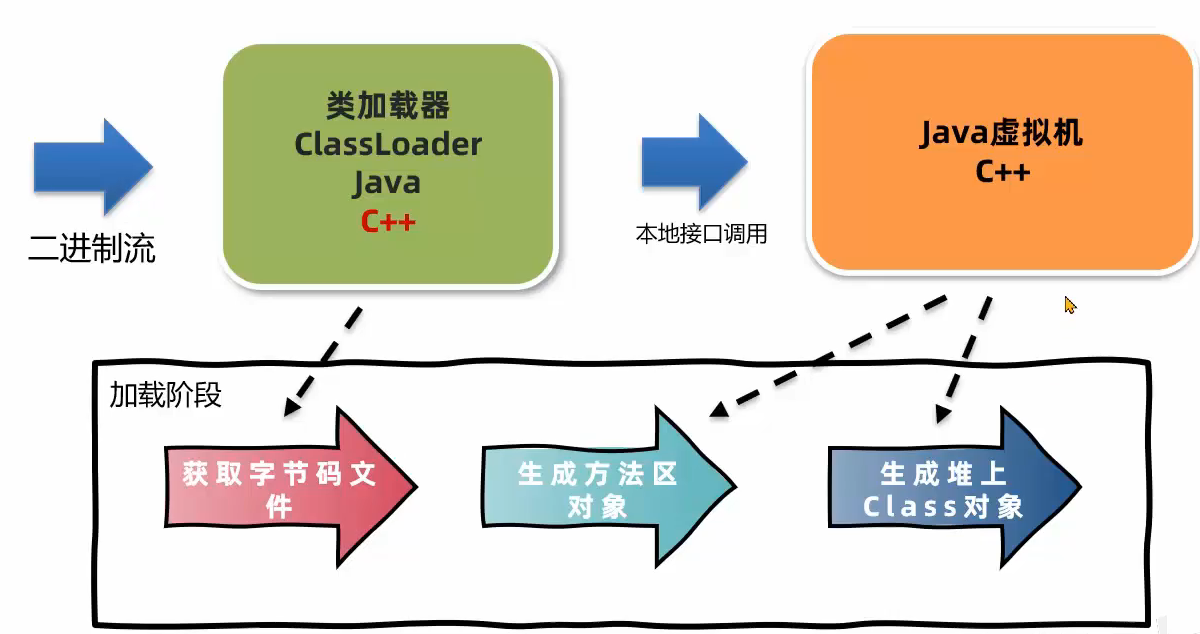 类加载器
ClassLoader
Java
C++
Java虚拟机
C++
二进制流
本地接口调用
加载阶段
获取字节码文
件
生成方法区
对象
生成堆上
Class对象